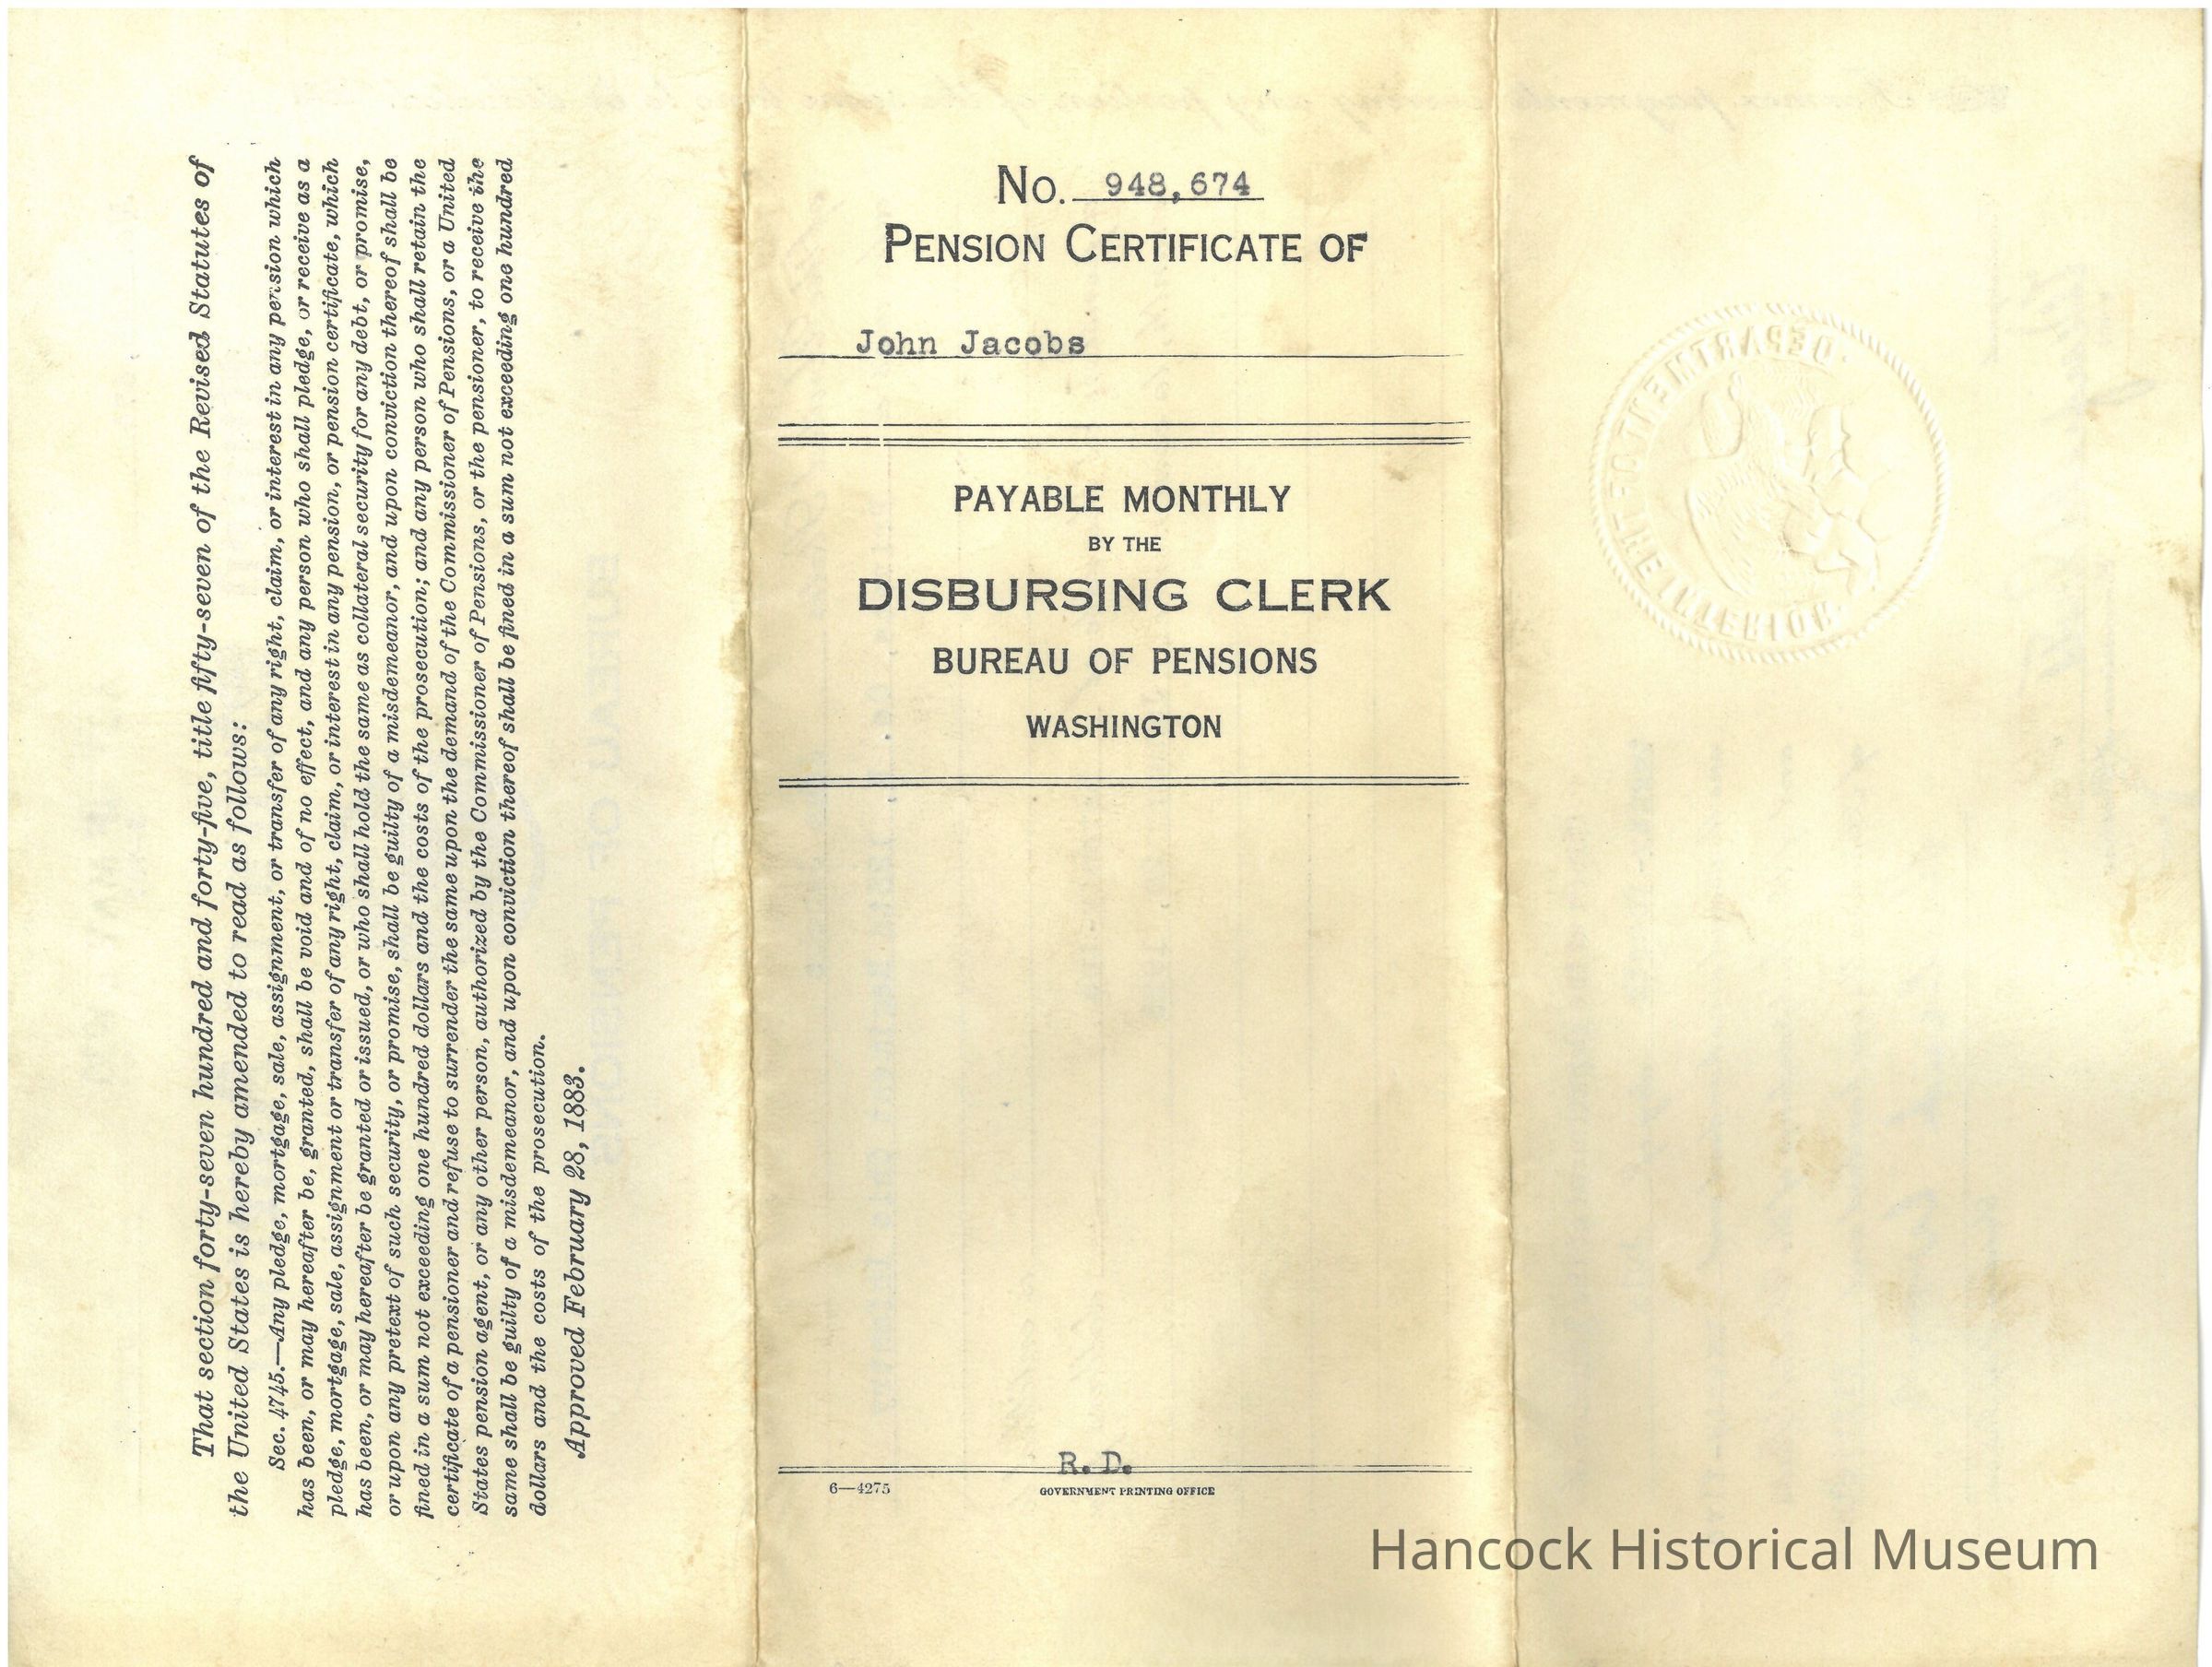 That section forty-seven hundred and forty-five, title fifty-seven of the Revised Statutes of
the United States is hereby amended to read as follows:
Sec. 4745.—Any pledge, mortgage, sale, assignment, or transfer of any right, claim, or interest in any pension which
has been, or may hereafter be, granted, shall be void and of no effect, and any person who shall pledge, or receive as a
pledge, mortgage, sale, assignment or transfer of any right, claim, or interest in any pension, or pension certificate, which
has been, or may hereafter be granted or issued, or who shall hold the same as collateral security for any debt, or promise,
or upon any pretext of such security, or promise, shall be guilty of a misdemeanor, and upon conviction thereof shall be
fined in a sum not exceeding one hundred dollars and the costs of the prosecution; and any person who shall retain the
certificate of a pensioner and refuse to surrender the same upon the demand of the Commissioner of Pensions, or a United
States pension agent, or any other person, authorized by the Commissioner of Pensions, or the pensioner, to receive the
same shall be guilty of a misdemeanor, and upon conviction thereof shall be fined in a sum not exceeding one hundred
dollars and the costs of the prosecution.
Approved February 28, 1883.
No. 948,674
PENSION CERTIFICATE OF
John Jacobs
PAYABLE MONTHLY
BY THE
DISBURSING CLERK
BUREAU OF PENSIONS
WASHINGTON
R. D.
6—4275
GOVERNMENT PRINTING OFFICE
DEPARTMENT OF THE INTERIOR
Hancock Historical Museum